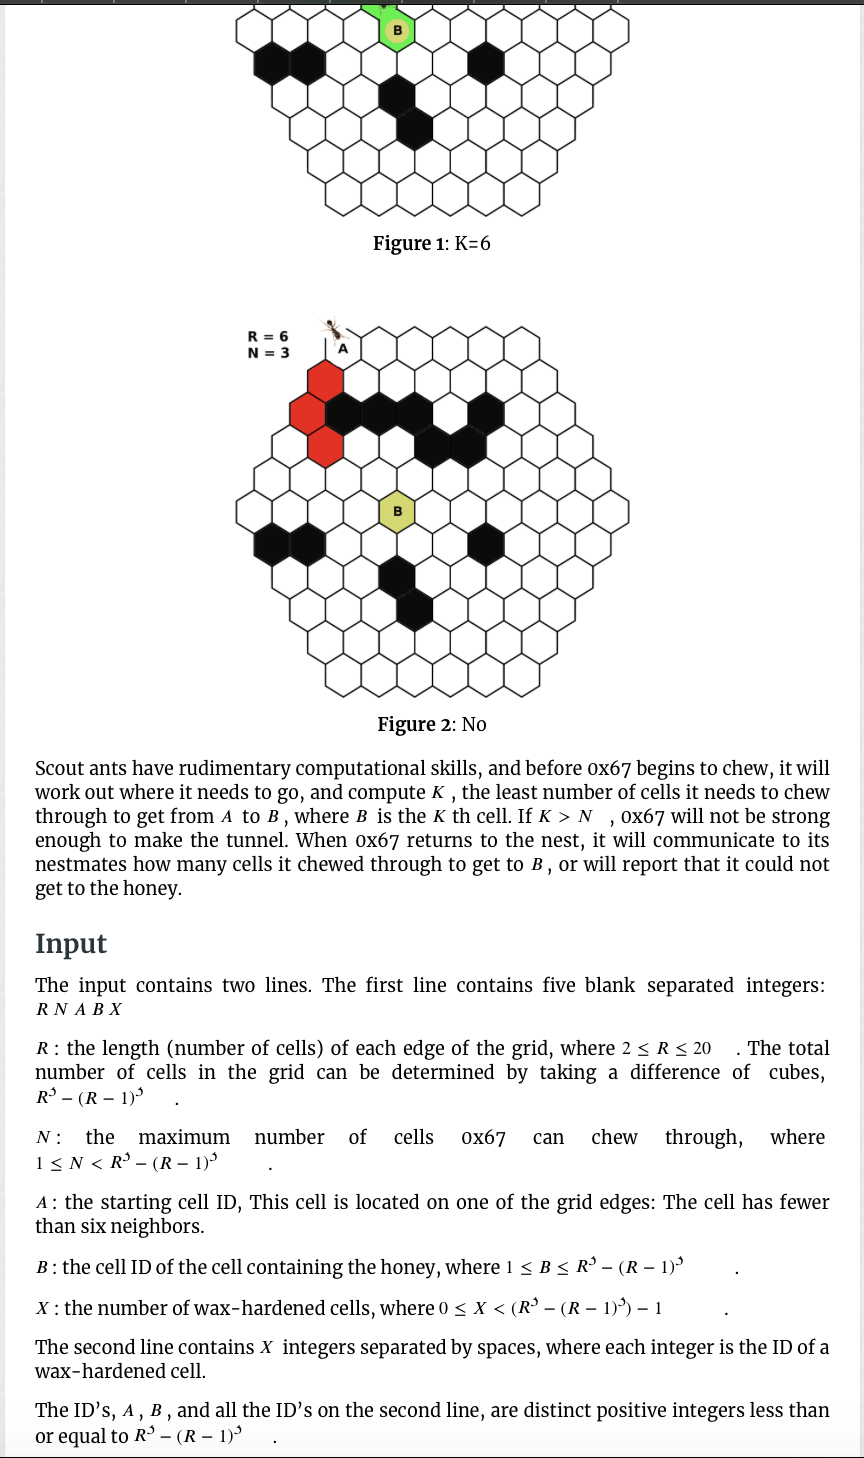 B
Figure 1: K=6
R = 6
N = 3
A
B
Figure 2: No
Scout ants have rudimentary computational skills, and before 0x67 begins to chew, it will
work out where it needs to go, and compute K , the least number of cells it needs to chew
through to get from A to B , where B is the K th cell. If K > N , 0x67 will not be strong
enough to make the tunnel. When 0x67 returns to the nest, it will communicate to its
nestmates how many cells it chewed through to get to B , or will report that it could not
get to the honey.
Input
The input contains two lines. The first line contains five blank separated integers:
R N A B X
R : the length (number of cells) of each edge of the grid, where 2 ≤ R ≤ 20 . The total
number of cells in the grid can be determined by taking a difference of cubes,
R³ − (R − 1)³ .
N : the maximum number of cells 0x67 can chew through, where
1 ≤ N < R³ − (R − 1)³ .
A : the starting cell ID, This cell is located on one of the grid edges: The cell has fewer
than six neighbors.
B : the cell ID of the cell containing the honey, where 1 ≤ B ≤ R³ − (R − 1)³ .
X : the number of wax-hardened cells, where 0 ≤ X < (R³ − (R − 1)³) − 1 .
The second line contains X integers separated by spaces, where each integer is the ID of a
wax-hardened cell.
The ID's, A , B , and all the ID's on the second line, are distinct positive integers less than
or equal to R³ − (R − 1)³ .